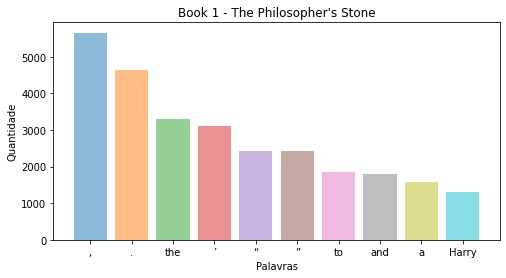 Book 1 - The Philosopher's Stone
Quantidade
5000
4000
3000
2000
1000
0
, . the ’ “ ” to and a Harry
Palavras